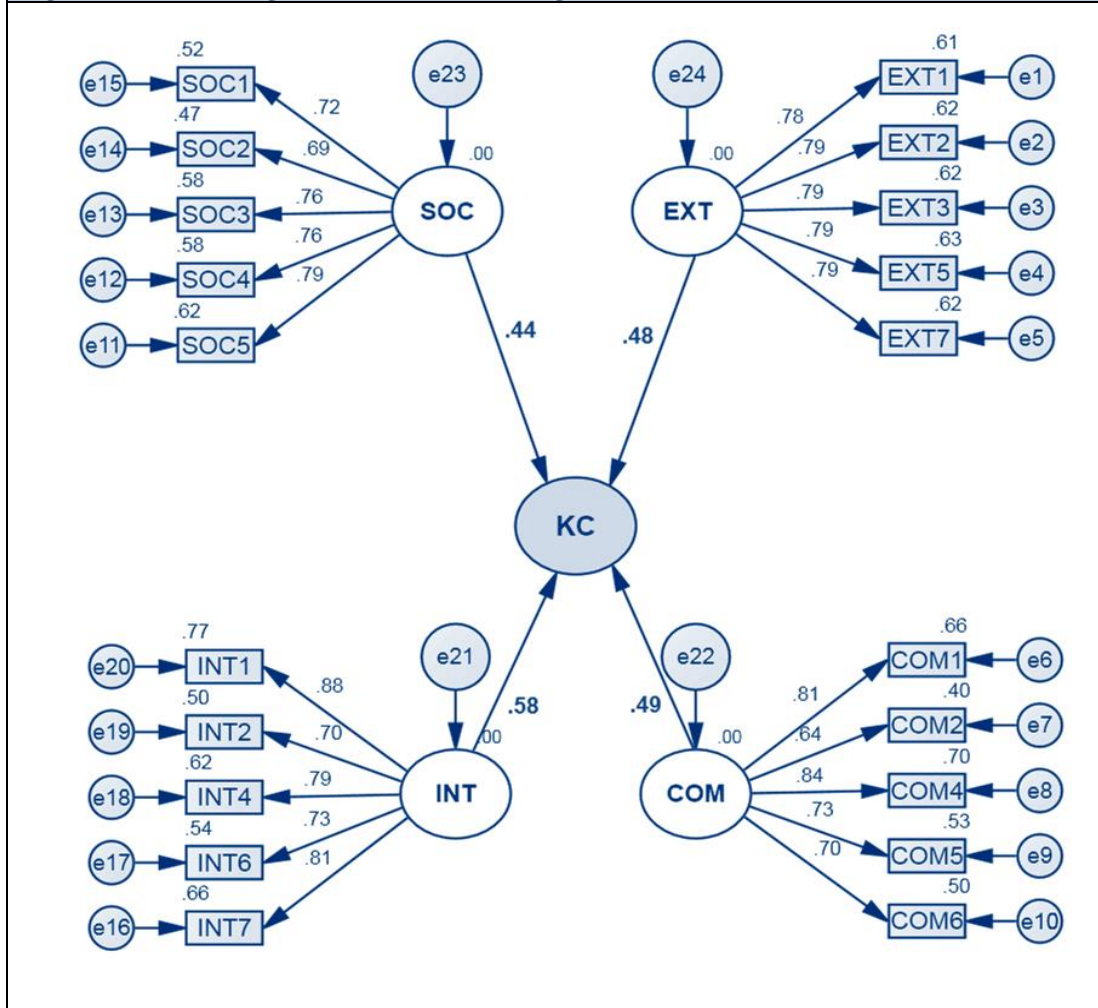 .52
e15
SOC1
.72
.47
e14
SOC2
.69
.58
e13
SOC3
.76
.58
e12
SOC4
.76
.62
e11
SOC5
.79
e23
.00
SOC
e24
.00
EXT
.61
.78
EXT1
e1
.62
.79
EXT2
e2
.62
.79
EXT3
e3
.63
.79
EXT5
e4
.62
.79
EXT7
e5
.44
.48
KC
.77
e20
INT1
.88
.50
e19
INT2
.70
.62
e18
INT4
.79
.54
e17
INT6
.73
.66
e16
INT7
.81
e21
.58
.00
INT
e22
.49
.00
COM
.66
.81
COM1
e6
.40
.64
COM2
e7
.70
.84
COM4
e8
.53
.73
COM5
e9
.50
.70
COM6
e10